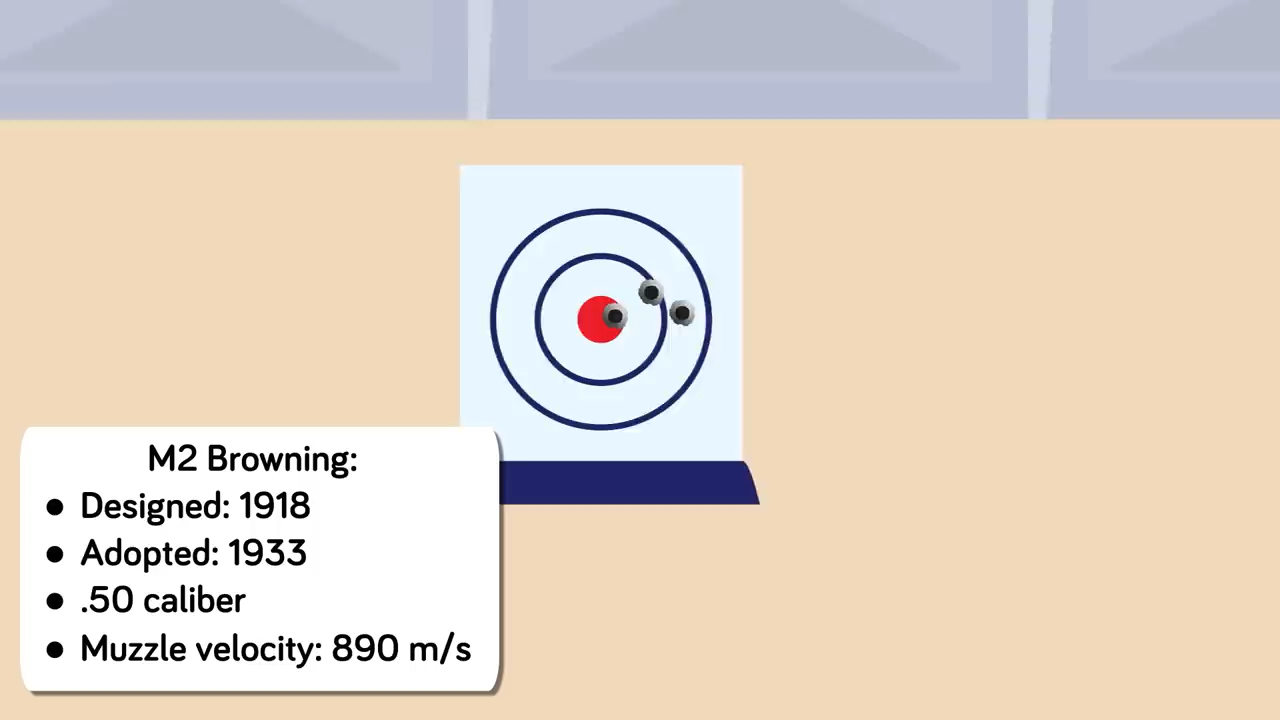 M2 Browning:
● Designed: 1918
● Adopted: 1933
● .50 caliber
● Muzzle velocity: 890 m/s